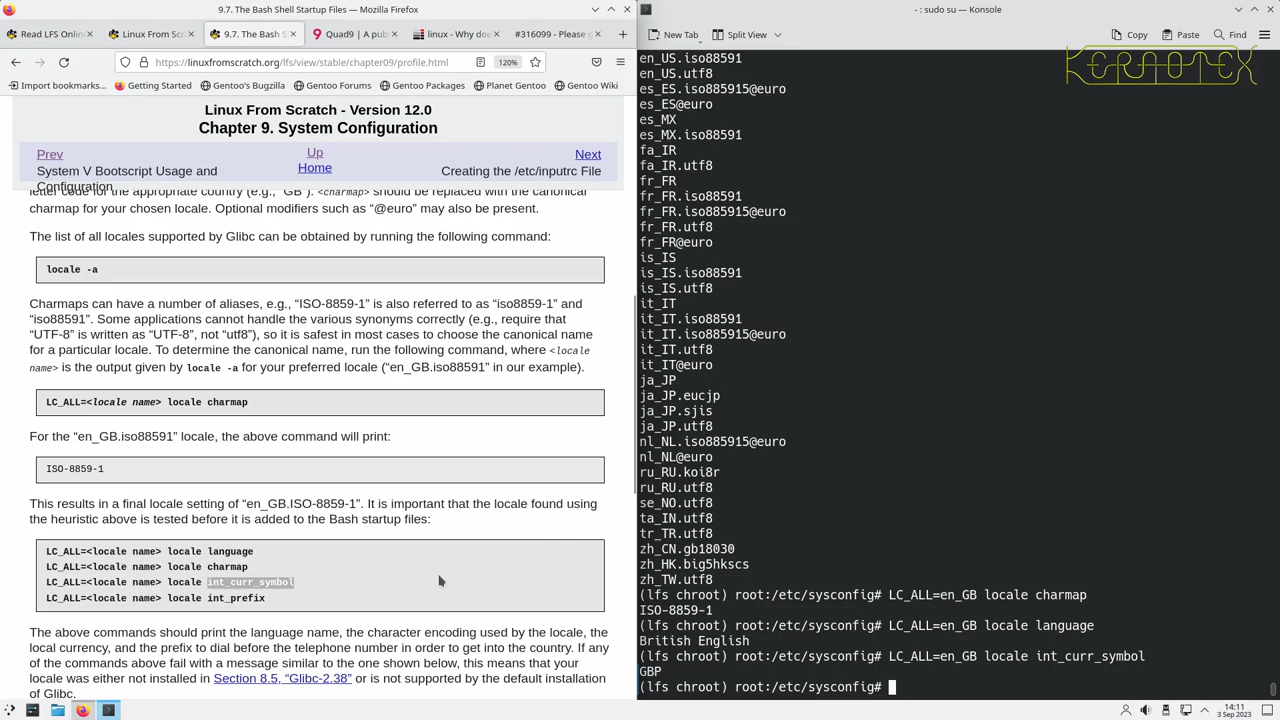 9.7. The Bash Shell Startup Files — Mozilla Firefox
Read LFS Onlin
Linux From Scra
9.7. The Bash S
Quad9 | A publ
linux - Why doe
#316099 - Please g
https://linuxfromscratch.org/lfs/view/stable/chapter09/profile.html
120%
Import bookmarks...
Getting Started
Gentoo's Bugzilla
Gentoo Forums
Gentoo Packages
Planet Gentoo
Gentoo Wiki
Linux From Scratch - Version 12.0
Chapter 9. System Configuration
Prev
Up
Next
System V Bootscript Usage and
Configuration
Home
Creating the /etc/inputrc File
letter code for the appropriate country (e.g., “GB”). <charmap> should be replaced with the canonical
charmap for your chosen locale. Optional modifiers such as “@euro” may also be present.
The list of all locales supported by Glibc can be obtained by running the following command:
locale -a
Charmaps can have a number of aliases, e.g., “ISO-8859-1” is also referred to as “iso8859-1” and
“iso88591”. Some applications cannot handle the various synonyms correctly (e.g., require that
“UTF-8” is written as “UTF-8”, not “utf8”), so it is safest in most cases to choose the canonical name
for a particular locale. To determine the canonical name, run the following command, where <locale
name> is the output given by locale -a for your preferred locale (“en_GB.iso88591” in our example).
LC_ALL=<locale name> locale charmap
For the “en_GB.iso88591” locale, the above command will print:
ISO-8859-1
This results in a final locale setting of “en_GB.ISO-8859-1”. It is important that the locale found using
the heuristic above is tested before it is added to the Bash startup files:
LC_ALL=<locale name> locale language
LC_ALL=<locale name> locale charmap
LC_ALL=<locale name> locale int_curr_symbol
LC_ALL=<locale name> locale int_prefix
The above commands should print the language name, the character encoding used by the locale, the
local currency, and the prefix to dial before the telephone number in order to get into the country. If any
of the commands above fail with a message similar to the one shown below, this means that your
locale was either not installed in Section 8.5, “Glibc-2.38” or is not supported by the default installation
of Glibc.
- : sudo su — Konsole
New Tab
Split View
Copy
Paste
Find
KERNOTEX
en_US.iso88591
en_US.utf8
es_ES.iso885915@euro
es_ES@euro
es_MX
es_MX.iso88591
fa_IR
fa_IR.utf8
fr_FR
fr_FR.iso88591
fr_FR.iso885915@euro
fr_FR.utf8
fr_FR@euro
is_IS
is_IS.iso88591
is_IS.utf8
it_IT
it_IT.iso88591
it_IT.iso885915@euro
it_IT.utf8
it_IT@euro
ja_JP
ja_JP.eucjp
ja_JP.sjis
ja_JP.utf8
nl_NL.iso885915@euro
nl_NL@euro
ru_RU.koi8r
ru_RU.utf8
se_NO.utf8
ta_IN.utf8
tr_TR.utf8
zh_CN.gb18030
zh_HK.big5hkscs
zh_TW.utf8
(lfs chroot) root:/etc/sysconfig# LC_ALL=en_GB locale charmap
ISO-8859-1
(lfs chroot) root:/etc/sysconfig# LC_ALL=en_GB locale language
British English
(lfs chroot) root:/etc/sysconfig# LC_ALL=en_GB locale int_curr_symbol
GBP
(lfs chroot) root:/etc/sysconfig#
14:11
3 Sep 2023